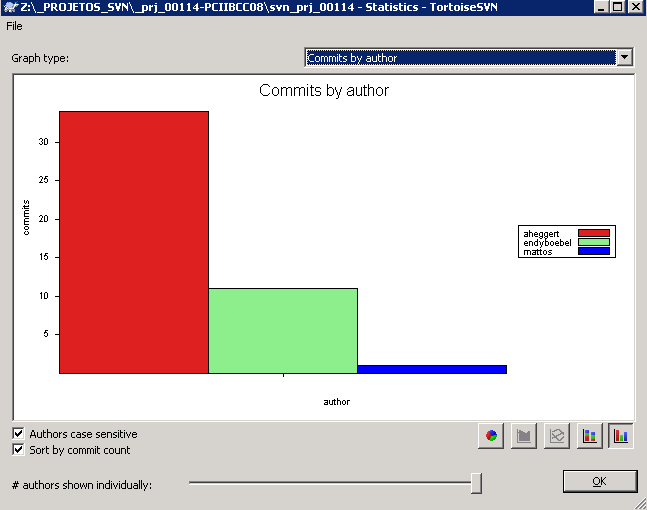 Z:\_PROJETOS_SVN\_prj_00114-PCIIBCC08\svn_prj_00114 - Statistics - TortoiseSVN
File
Graph type:
Commits by author
Commits by author
30
25
20
15
10
5
commits
author
aheggert
endyboebel
mattos
Authors case sensitive
Sort by commit count
# authors shown individually:
OK